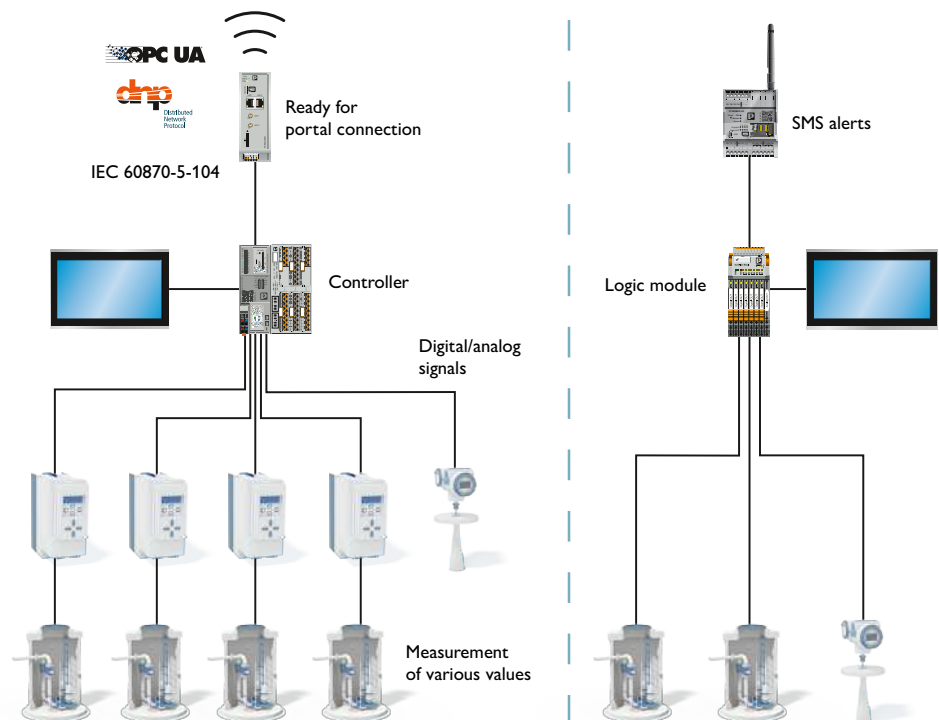 OPC UA
dnp
Distributed
Network
Protocol
IEC 60870-5-104
Ready for
portal connection
Controller
Digital/analog
signals
Measurement
of various values
SMS alerts
Logic module